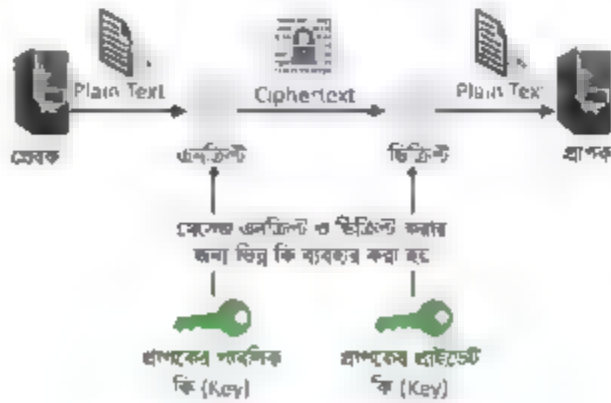 Plain Text
Ciphertext
Plain Text
প্রেরক
এনক্রিপ্ট
ডিক্রিপ্ট
প্রাপক
মেসেজ এনক্রিপ্ট ও ডিক্রিপ্ট করার
জন্য ভিন্ন কি ব্যবহার করা হয়
প্রাপকের পাবলিক
কি (Key)
প্রাপকের প্রাইভেট
কি (Key)